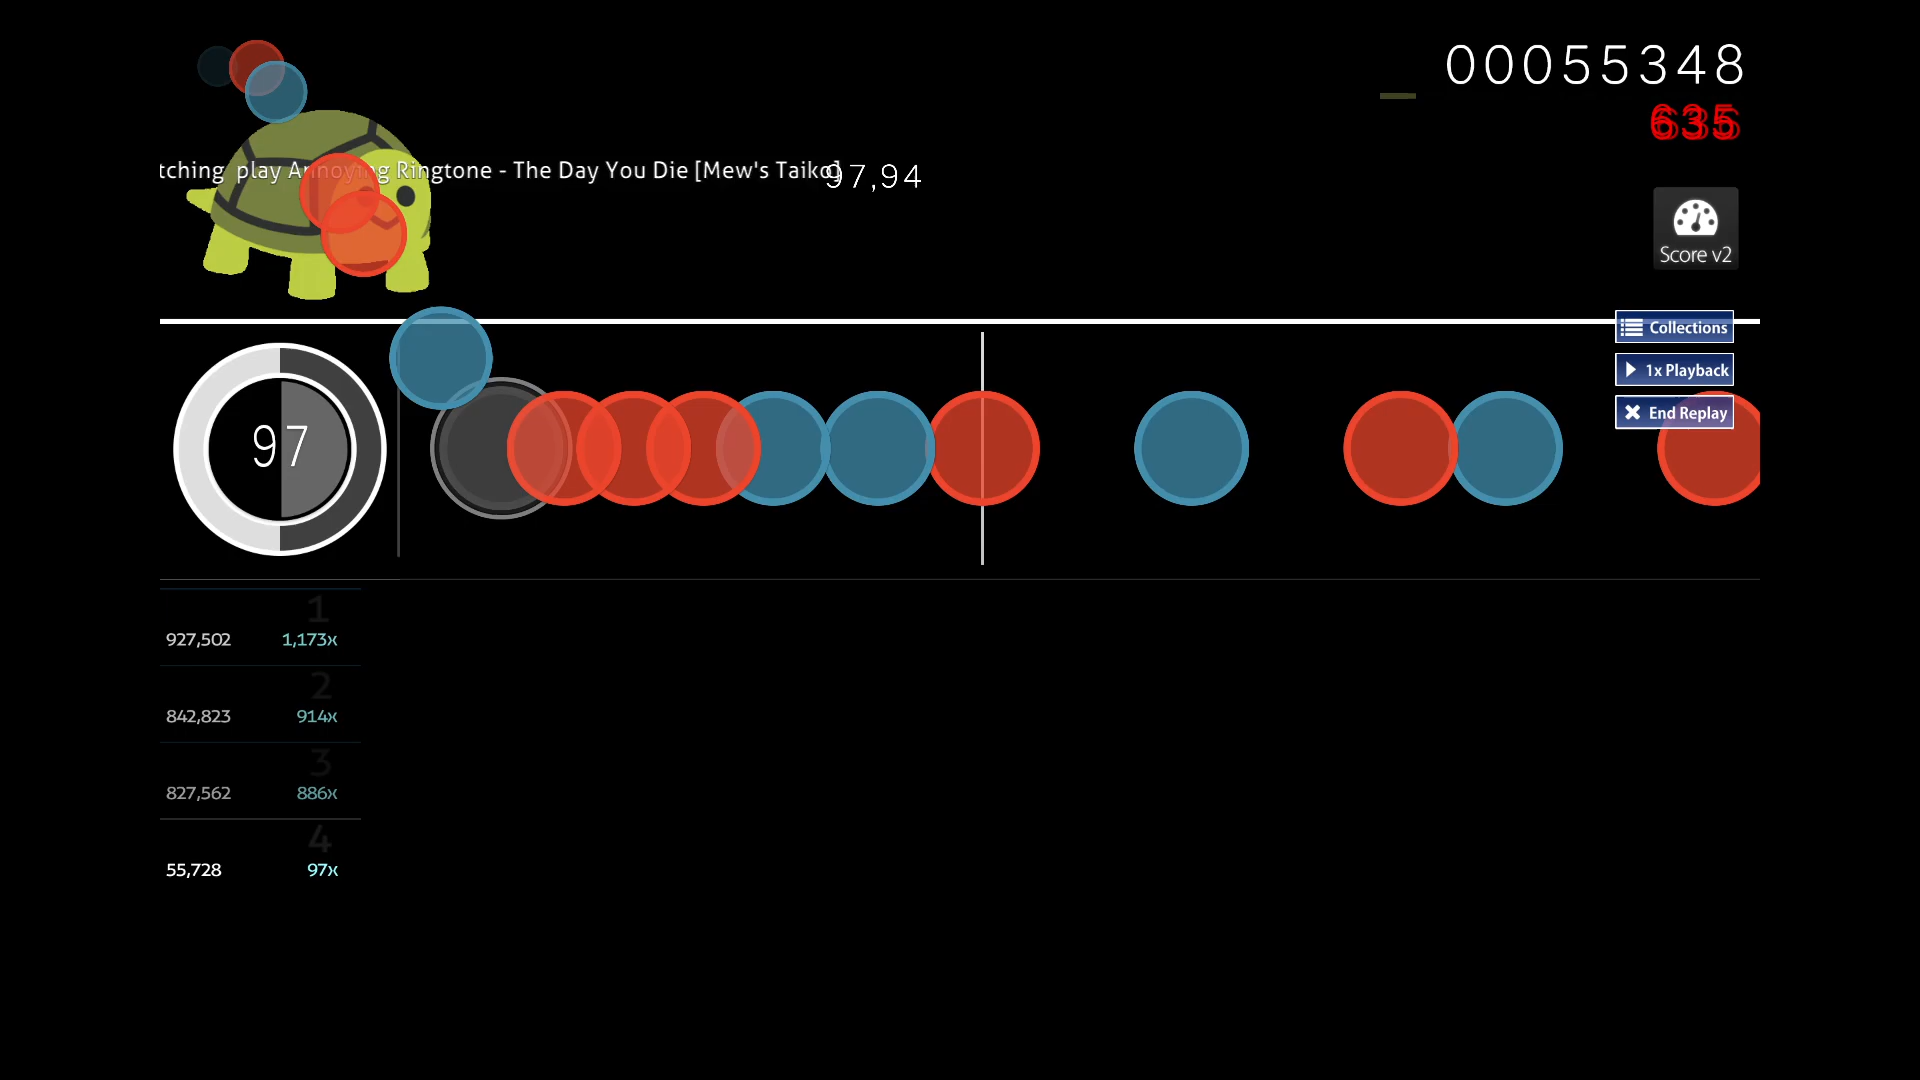 00055348
635
tching play Annoying Ringtone - The Day You Die [Mew's Taiko]
97,94
Score v2
Collections
1x Playback
End Replay
97
1
927,502 1,173x
2
842,823 914x
3
827,562 886x
4
55,728 97x